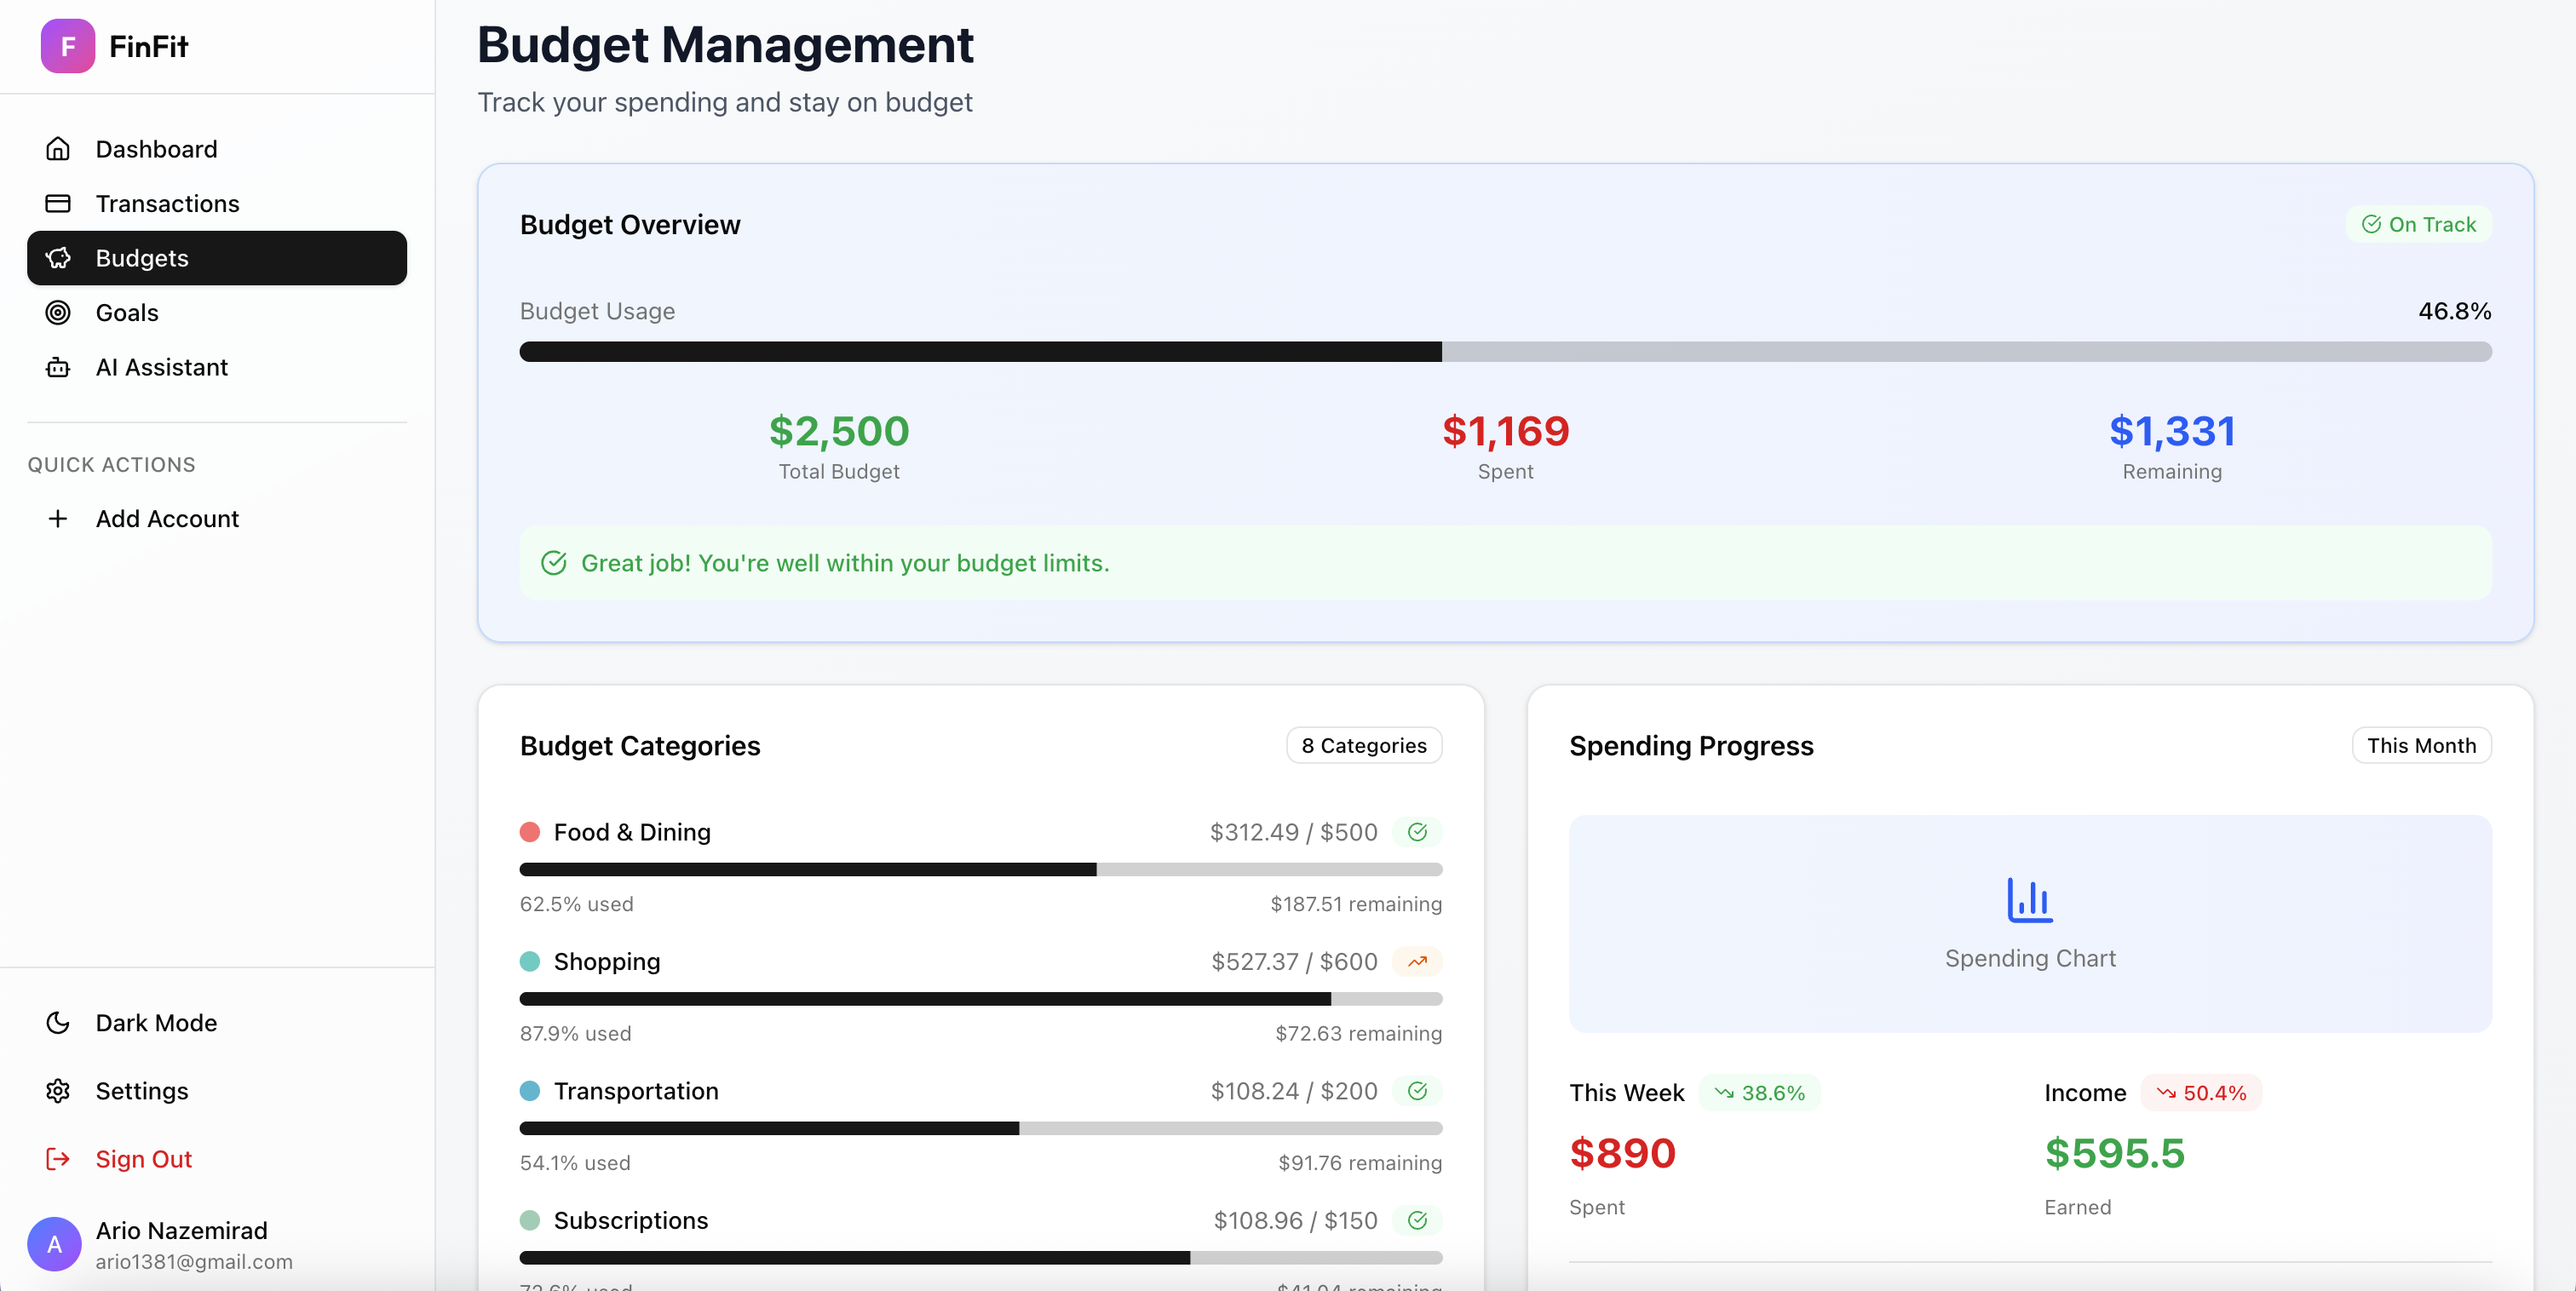 F FinFit
Dashboard
Transactions
Budgets
Goals
AI Assistant
QUICK ACTIONS
Add Account
Dark Mode
Settings
Sign Out
A
Ario Nazemirad
ario1381@gmail.com
Budget Management
Track your spending and stay on budget
Budget Overview
On Track
Budget Usage
46.8%
$2,500
Total Budget
$1,169
Spent
$1,331
Remaining
Great job! You're well within your budget limits.
Budget Categories
8 Categories
Food & Dining
$312.49 / $500
62.5% used
$187.51 remaining
Shopping
$527.37 / $600
87.9% used
$72.63 remaining
Transportation
$108.24 / $200
54.1% used
$91.76 remaining
Subscriptions
$108.96 / $150
72.6% used
$41.04 remaining
Spending Progress
This Month
Spending Chart
This Week
38.6%
$890
Spent
Income
50.4%
$595.5
Earned